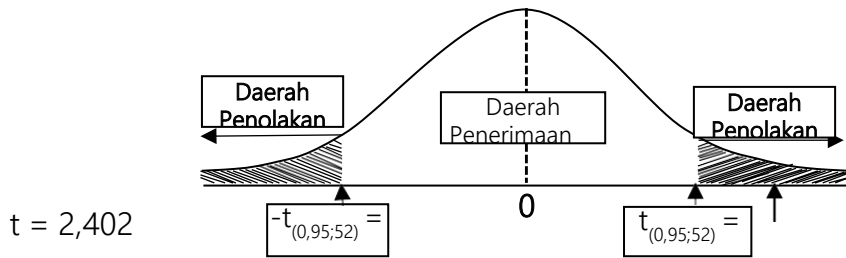 Daerah
Penolakan
Daerah
Penerimaan
Daerah
Penolakan
0
t = 2,402
-t(0,95;52) =
t(0,95;52) =